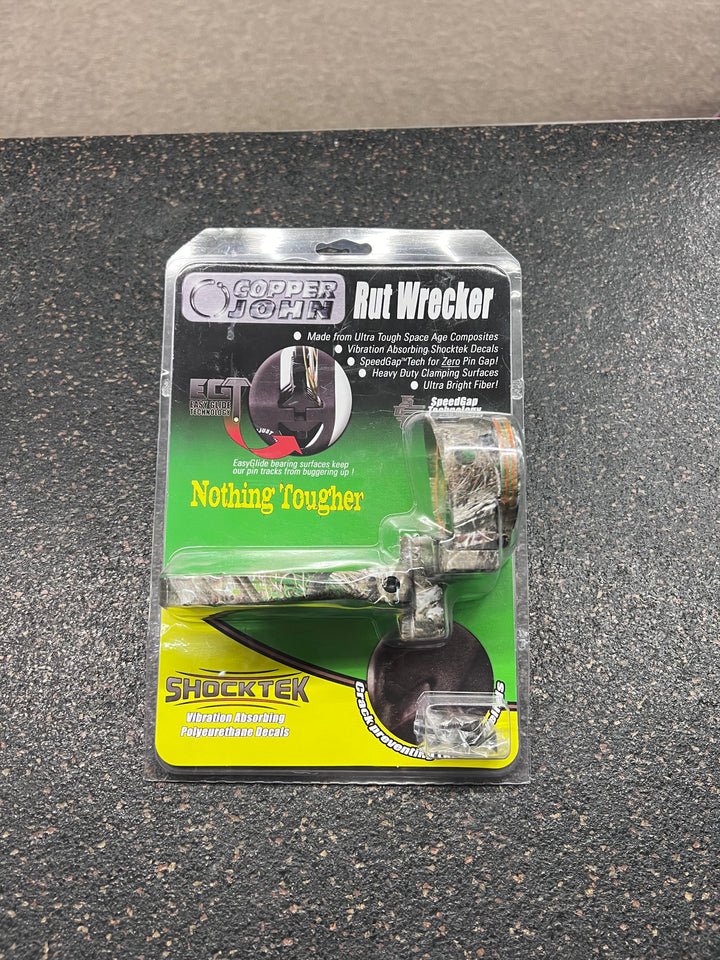 COPPER JOHN
Rut Wrecker
Made from Ultra Tough Space Age Composites
Vibration Absorbing Shocktek Decals
SpeedGap™ Tech for Zero Pin Gap!
Heavy Duty Clamping Surfaces
Ultra Bright Fiber!
EGT
EASY GLIDE
TECHNOLOGY
SpeedGap
Technology
EasyGlide bearing surfaces keep
our pin tracks from buggering up !
Nothing Tougher
SHOCKTEK
Vibration Absorbing
Polyeurethane Decals
Crack preventing